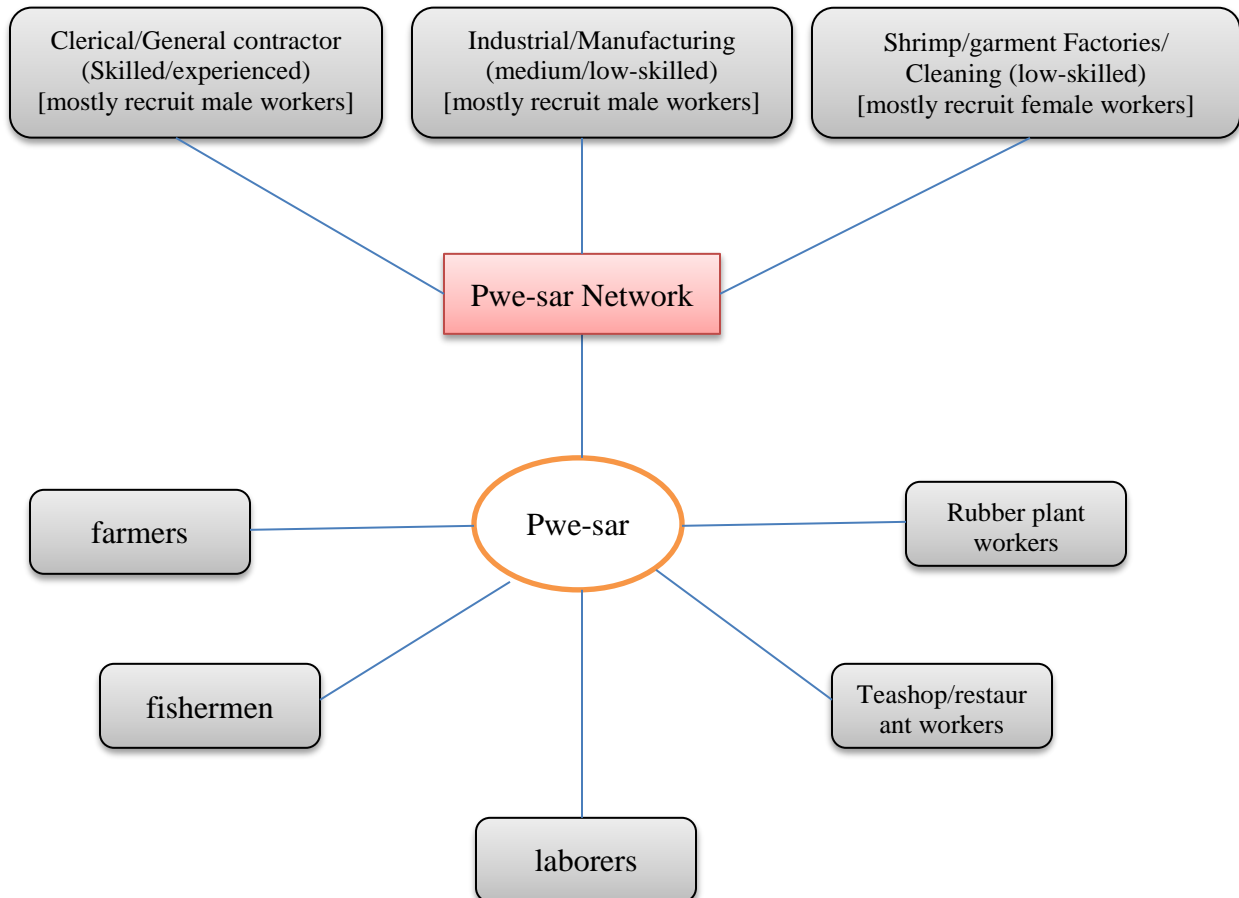 Clerical/General contractor
(Skilled/experienced)
[mostly recruit male workers]
Industrial/Manufacturing
(medium/low-skilled)
[mostly recruit male workers]
Shrimp/garment Factories/
Cleaning (low-skilled)
[mostly recruit female workers]
Pwe-sar Network
Pwe-sar
farmers
Rubber plant
workers
fishermen
Teashop/restaur
ant workers
laborers